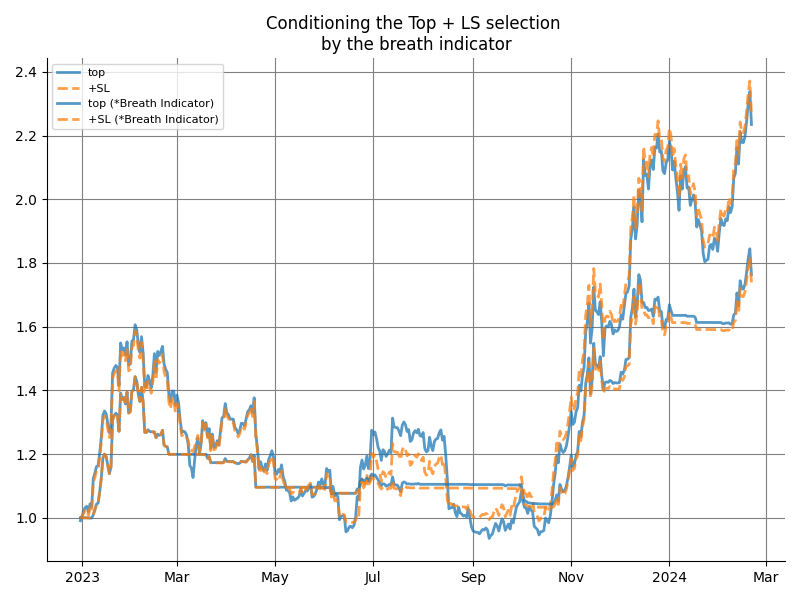 Conditioning the Top + LS selection
by the breath indicator
top
+SL
top (*Breath Indicator)
+SL (*Breath Indicator)
2.4
2.2
2.0
1.8
1.6
1.4
1.2
1.0
2023 Mar May Jul Sep Nov 2024 Mar